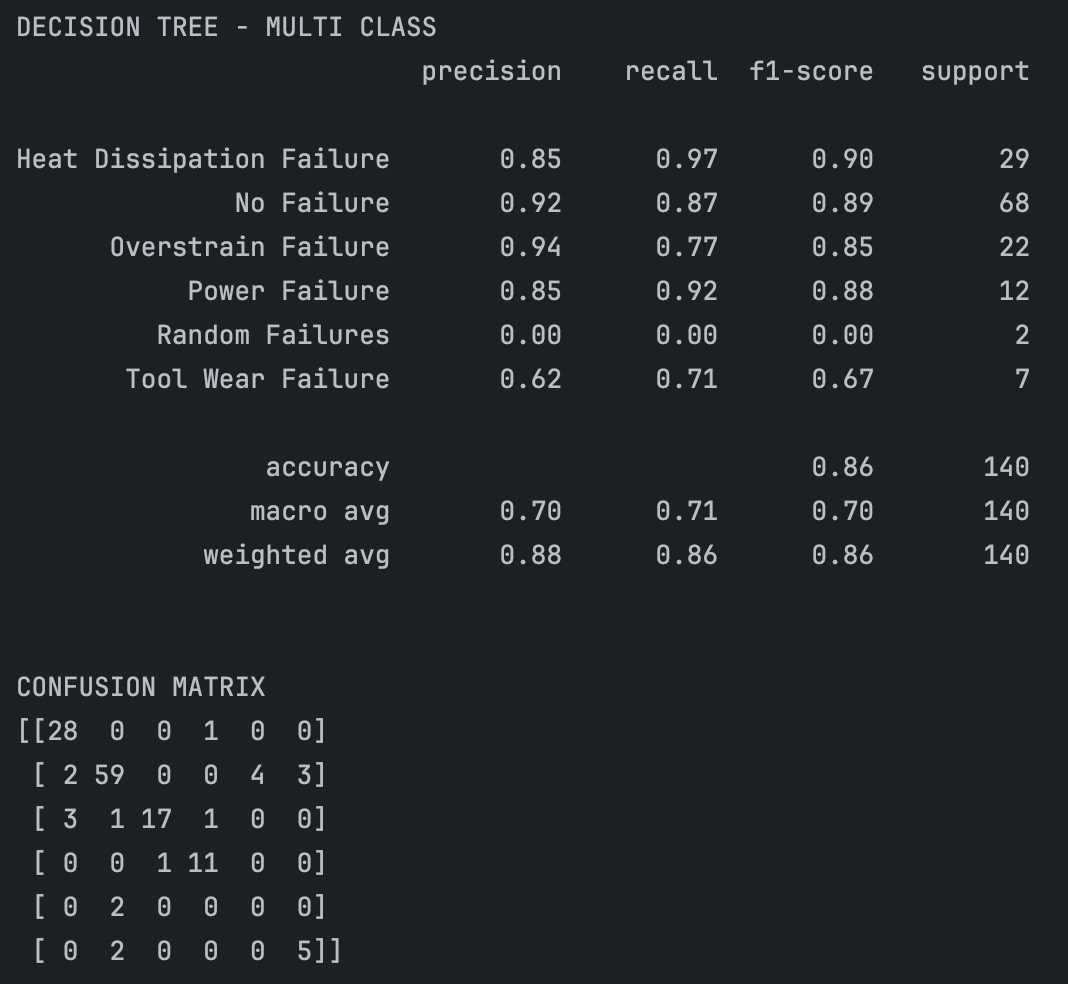 DECISION TREE - MULTI CLASS
precision recall f1-score support
Heat Dissipation Failure 0.85 0.97 0.90 29
No Failure 0.92 0.87 0.89 68
Overstrain Failure 0.94 0.77 0.85 22
Power Failure 0.85 0.92 0.88 12
Random Failures 0.00 0.00 0.00 2
Tool Wear Failure 0.62 0.71 0.67 7
accuracy 0.86 140
macro avg 0.70 0.71 0.70 140
weighted avg 0.88 0.86 0.86 140
CONFUSION MATRIX
[[28 0 0 1 0 0]
[ 2 59 0 0 4 3]
[ 3 1 17 1 0 0]
[ 0 0 1 11 0 0]
[ 0 2 0 0 0 0]
[ 0 2 0 0 0 5]]